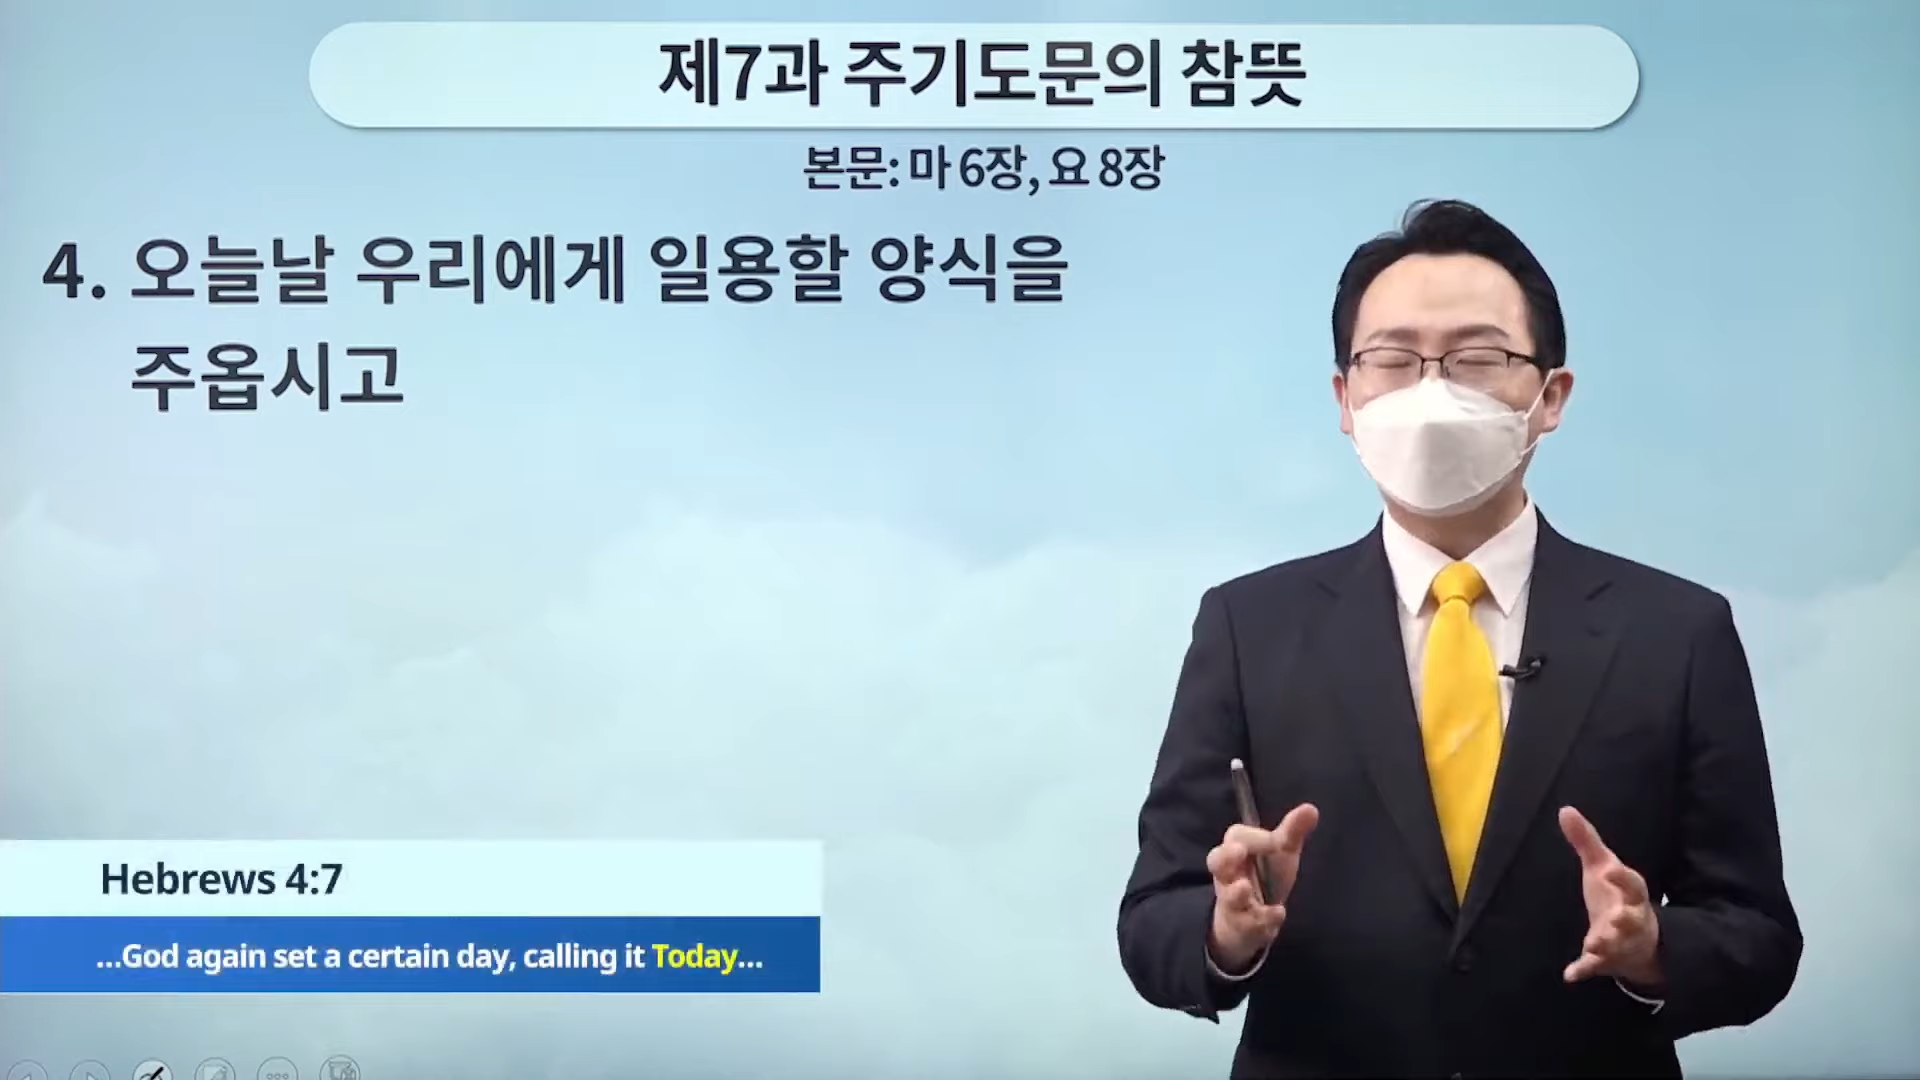 제7과 주기도문의 참뜻
본문: 마 6장, 요 8장
4. 오늘날 우리에게 일용할 양식을
주옵시고
Hebrews 4:7
...God again set a certain day, calling it Today...